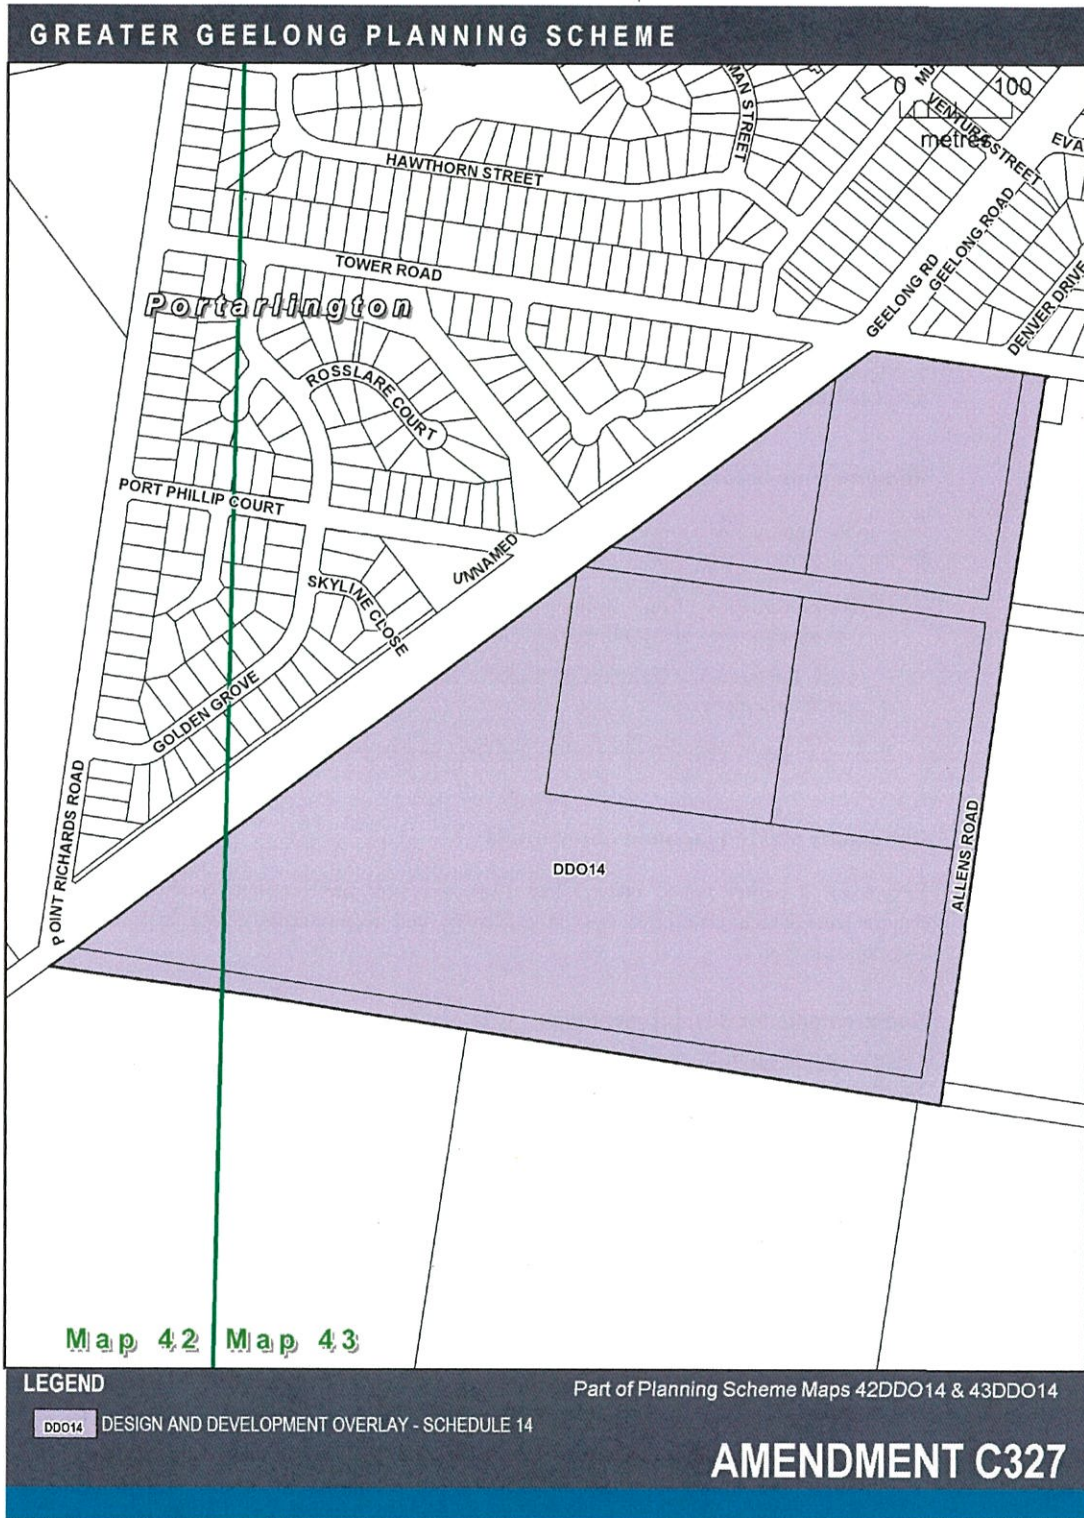 GREATER GEELONG PLANNING SCHEME
0 100
metres
MAN STREET
VENTURA STREET
EVA
HAWTHORN STREET
GEELONG ROAD
TOWER ROAD
GEELONG RD
DENVER DRIVE
Portarlington
ROSSLARE COURT
PORT PHILLIP COURT
UNNAMED
SKYLINE CLOSE
GOLDEN GROVE
POINT RICHARDS ROAD
ALLENS ROAD
DDO14
Map 42 Map 43
LEGEND
Part of Planning Scheme Maps 42DDO14 & 43DDO14
DDO14 DESIGN AND DEVELOPMENT OVERLAY - SCHEDULE 14
AMENDMENT C327